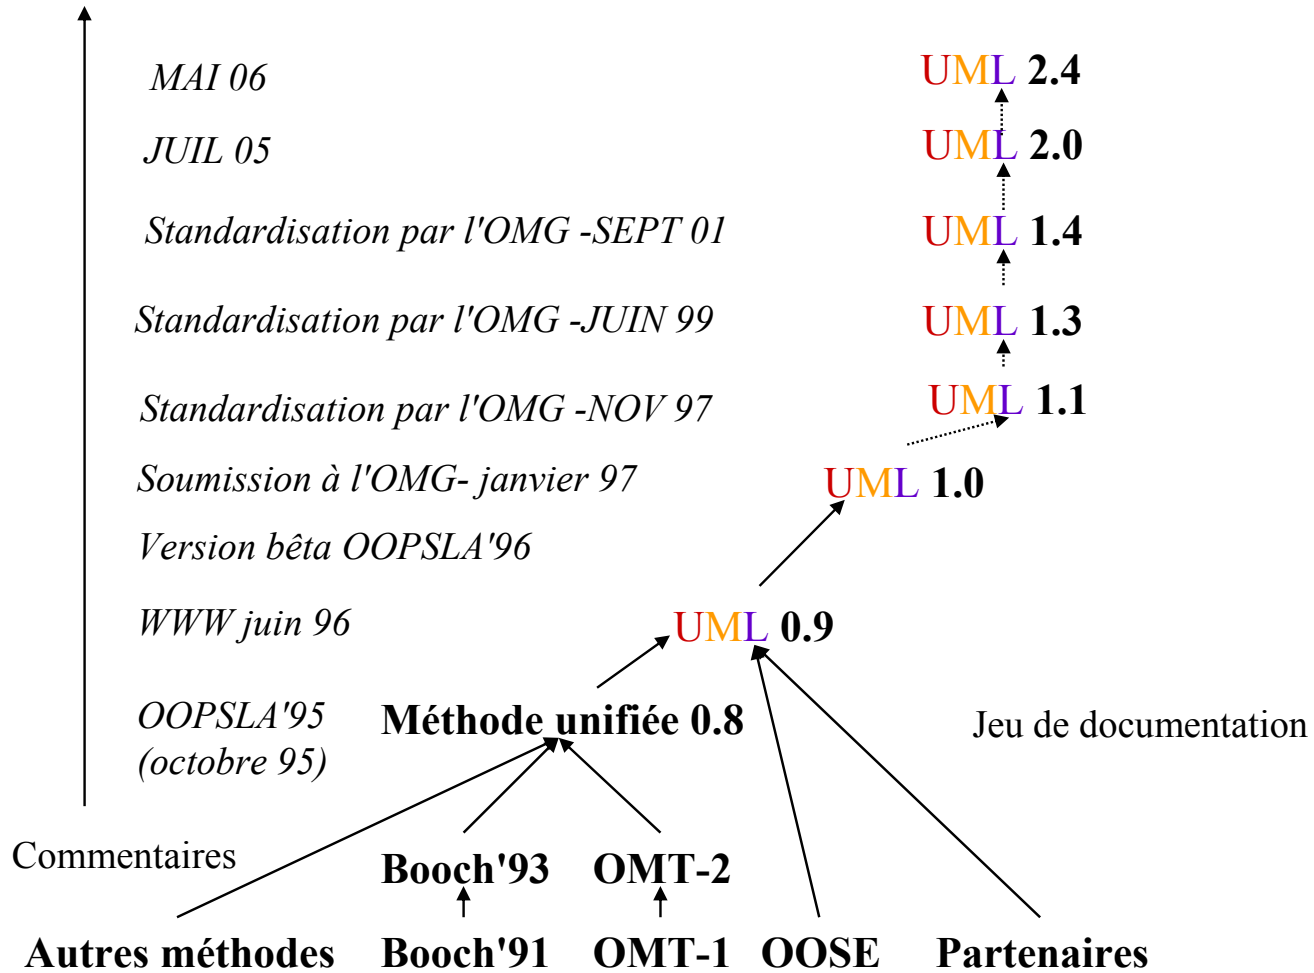 MAI 06 UML 2.4
JUIL 05 UML 2.0
Standardisation par l'OMG -SEPT 01 UML 1.4
Standardisation par l'OMG -JUIN 99 UML 1.3
Standardisation par l'OMG -NOV 97 UML 1.1
Soumission à l'OMG- janvier 97 UML 1.0
Version bêta OOPSLA'96
WWW juin 96 UML 0.9
OOPSLA'95 Méthode unifiée 0.8 Jeu de documentation
(octobre 95)
Commentaires Booch'93 OMT-2
Autres méthodes Booch'91 OMT-1 OOSE Partenaires